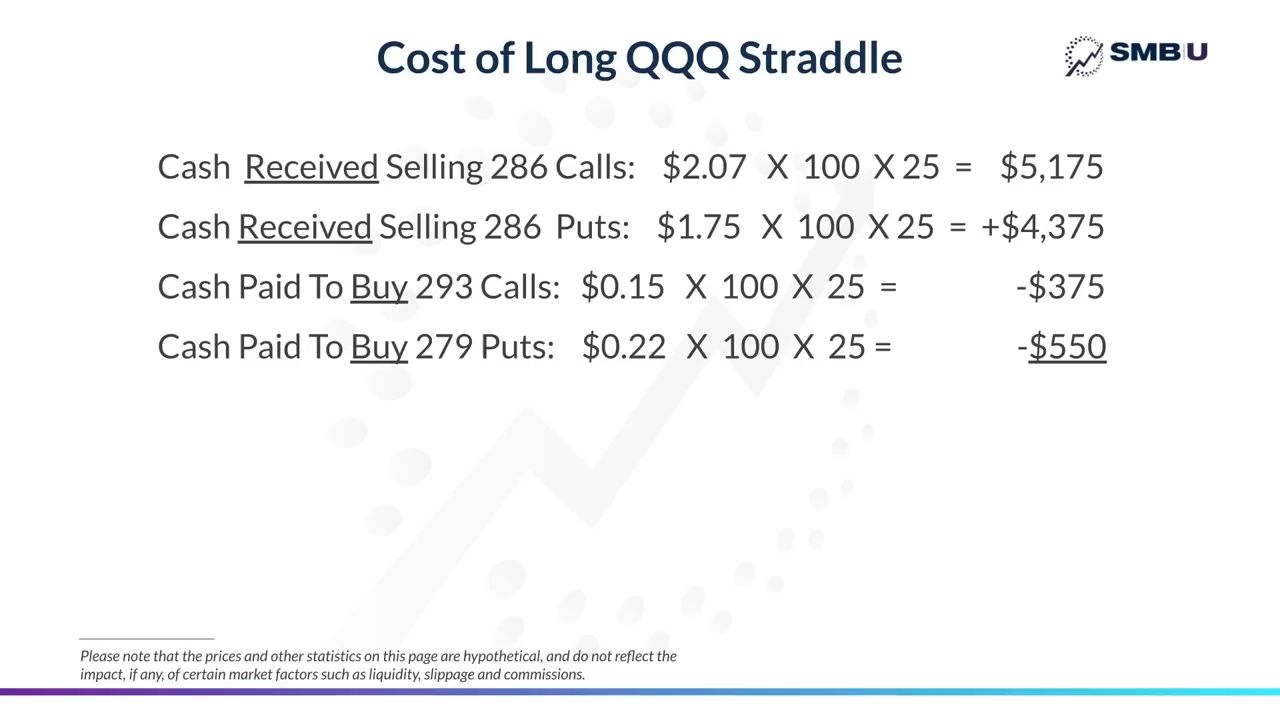 Cost of Long QQQ Straddle
SMB U
Cash Received Selling 286 Calls: $2.07 X 100 X 25 = $5,175
Cash Received Selling 286 Puts: $1.75 X 100 X 25 = +$4,375
Cash Paid To Buy 293 Calls: $0.15 X 100 X 25 = -$375
Cash Paid To Buy 279 Puts: $0.22 X 100 X 25 = -$550
Please note that the prices and other statistics on this page are hypothetical, and do not reflect the
impact, if any, of certain market factors such as liquidity, slippage and commissions.